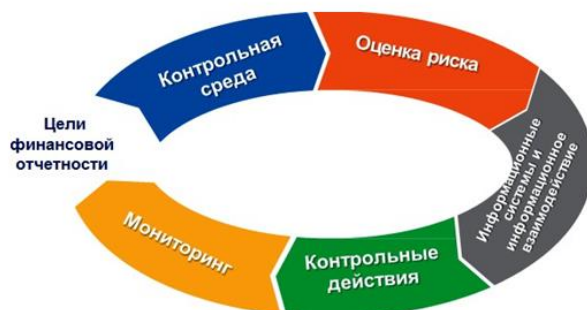 Контрольная
среда
Оценка риска
Информационные
системы и
информационное
взаимодействие
Контрольные
действия
Мониторинг
Цели
финансовой
отчетности